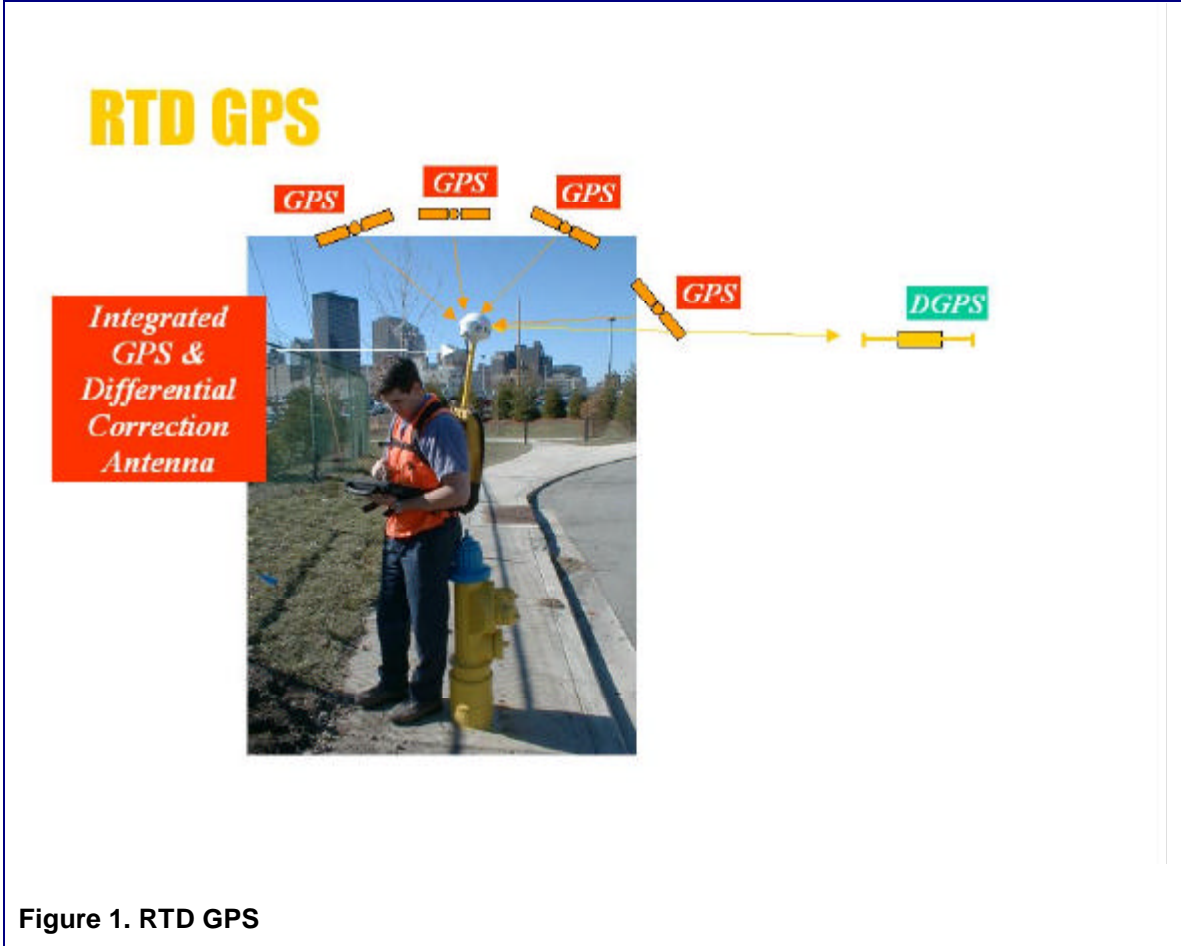 RTD GPS
GPS
GPS
GPS
GPS
DGPS
Integrated
GPS &
Differential
Correction
Antenna
Figure 1. RTD GPS